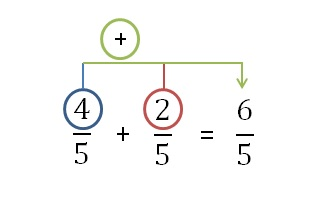 +
4/5 + 2/5 = 6/5